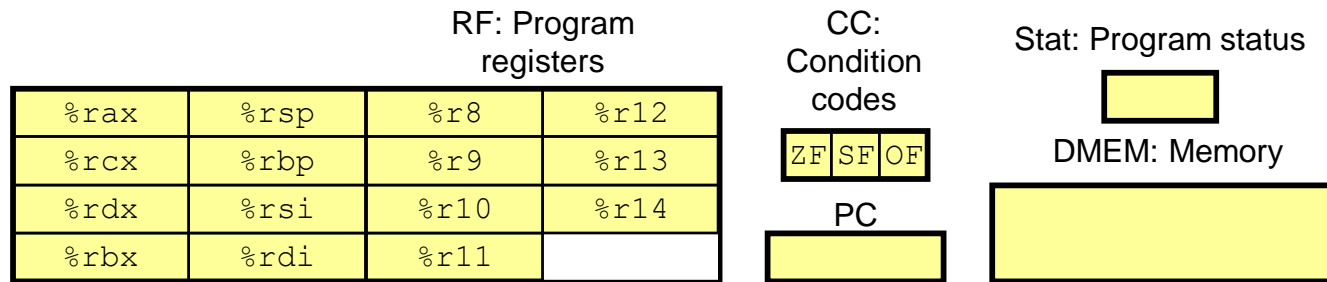 RF: Program
registers
%rax %rsp %r8 %r12
%rcx %rbp %r9 %r13
%rdx %rsi %r10 %r14
%rbx %rdi %r11
CC:
Condition
codes
ZF SF OF
PC
Stat: Program status
DMEM: Memory